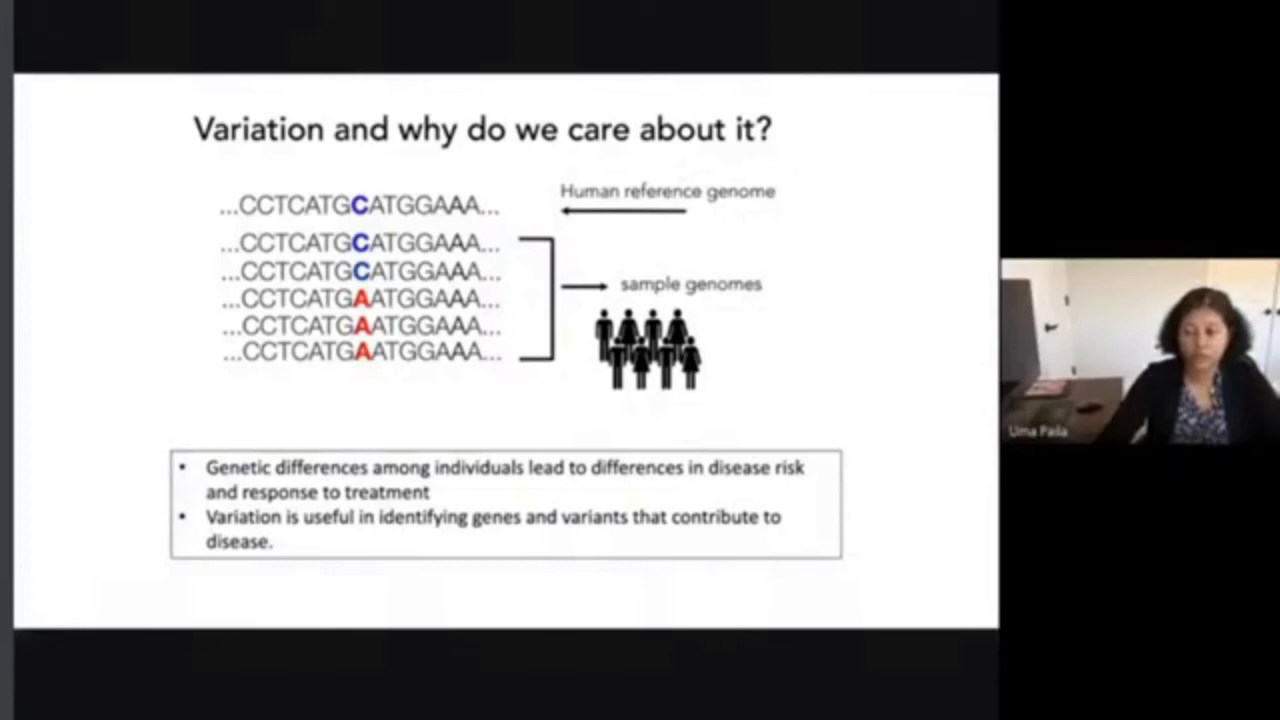 Variation and why do we care about it?
...CCTCATGCATGGAAA...
Human reference genome
...CCTCATGCATGGAAA...
...CCTCATGCATGGAAA...
...CCTCATGAATGGAAA...
...CCTCATGAATGGAAA...
...CCTCATGAATGGAAA...
sample genomes
• Genetic differences among individuals lead to differences in disease risk
and response to treatment
• Variation is useful in identifying genes and variants that contribute to
disease.
Uma Paila